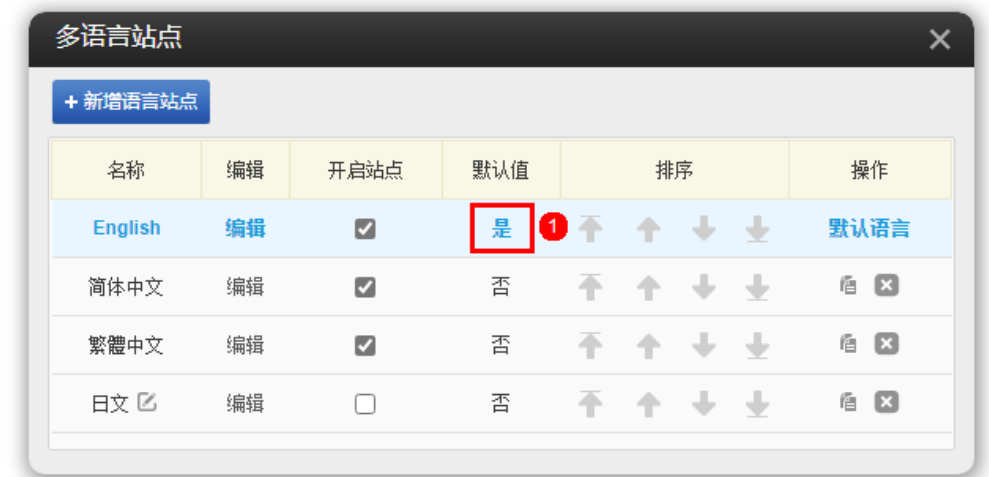 多语言站点
+ 新增语言站点
名称 编辑 开启站点 默认值 排序 操作
English 编辑 是 1 默认语言
简体中文 编辑 否
繁體中文 编辑 否
日文 编辑 否